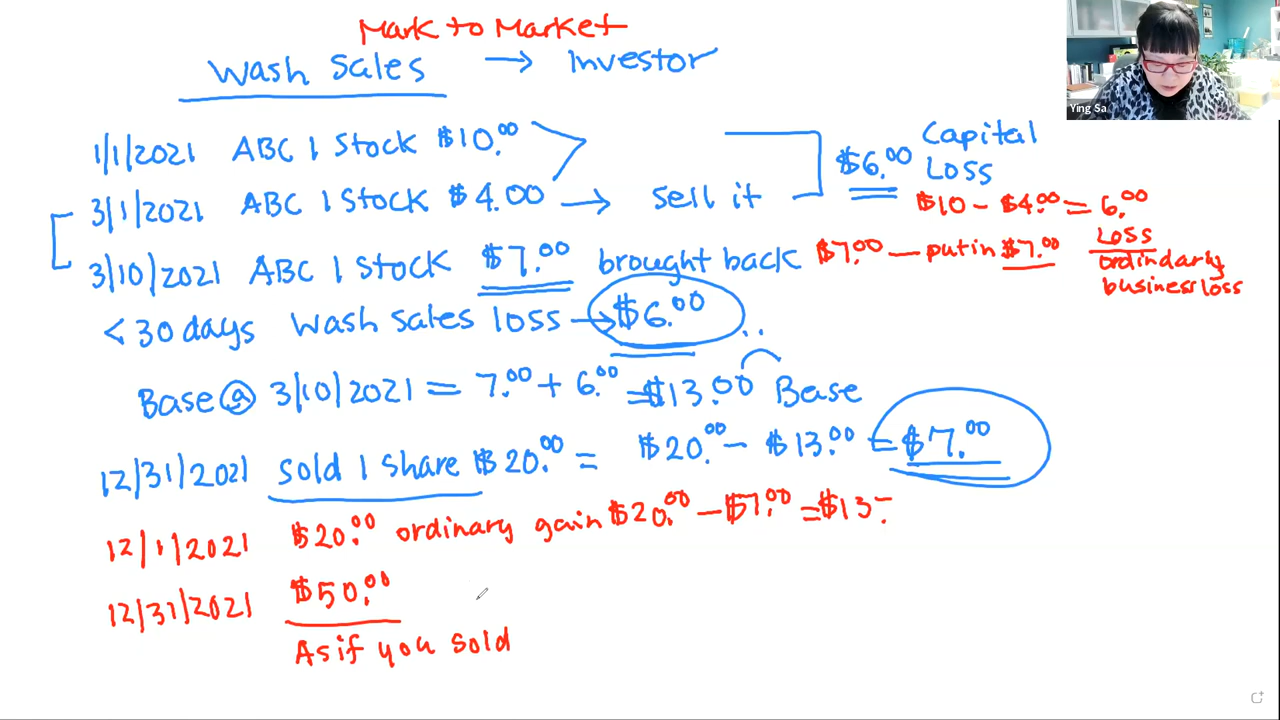 Mark to Market
Wash Sales → Investor
Ying Sa
1/1/2021 ABC 1 Stock $10.00
Capital
Loss
$6.00
3/1/2021 ABC 1 Stock $4.00 → Sell it
$10 - $4.00 = 6.00
Loss
3/10/2021 ABC 1 Stock $7.00 brought back
$7.00 — put in $7.00
ordindarly
business loss
< 30 days Wash sales loss → $6.00
Base @ 3/10/2021 = 7.00 + 6.00 = $13.00 Base
12/31/2021 sold 1 share $20.00 = $20.00 - $13.00 = $7.00
12/1/2021 $20.00 ordinary gain $20.00 - $7.00 = $13.-
12/31/2021 $50.00
As if you sold